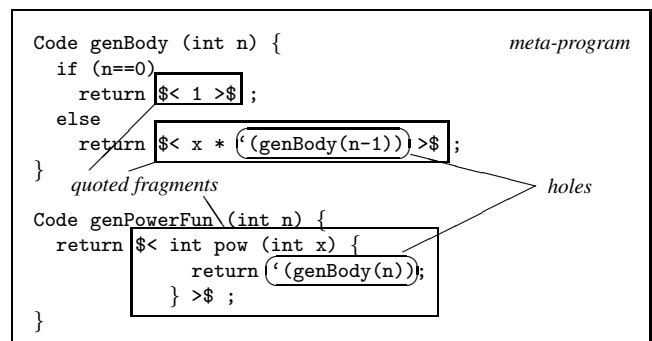 Code genBody (int n) { meta-program
if (n==0)
return $< 1 >$ ;
else
return $< x * ‘(genBody(n-1)) >$ ;
}
quoted fragments
holes
Code genPowerFun (int n) {
return $< int pow (int x) {
return ‘(genBody(n));
} >$ ;
}